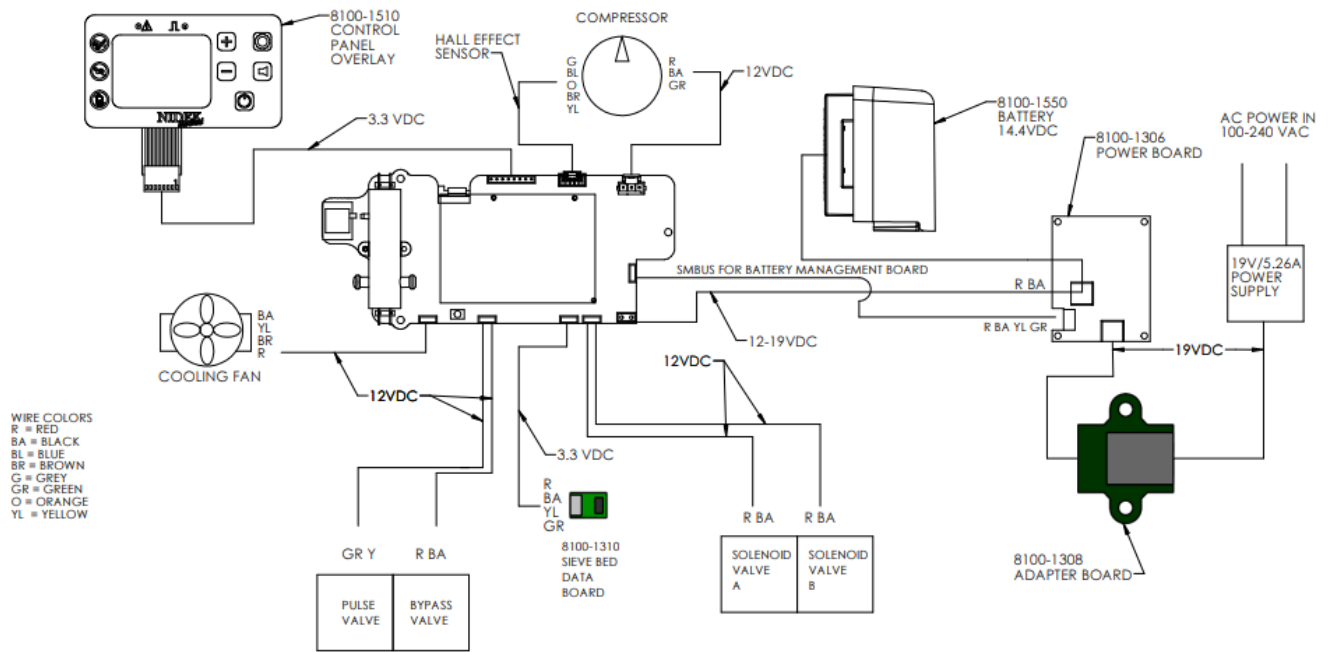 8100-1510
CONTROL
PANEL
OVERLAY
NIDEK
3.3 VDC
HALL EFFECT
SENSOR
COMPRESSOR
G
BL
O
BR
YL
R
BA
GR
12VDC
8100-1550
BATTERY
14.4VDC
8100-1306
POWER BOARD
AC POWER IN
100-240 VAC
19V/5.26A
POWER
SUPPLY
SMBUS FOR BATTERY MANAGEMENT BOARD
R BA
R BA YL GR
12-19VDC
19VDC
BA
YL
BR
R
COOLING FAN
12VDC
12VDC
3.3 VDC
WIRE COLORS
R = RED
BA = BLACK
BL = BLUE
BR = BROWN
G = GREY
GR = GREEN
O = ORANGE
YL = YELLOW
R
BA
YL
GR
8100-1310
SIEVE BED
DATA
BOARD
GR Y
R BA
PULSE
VALVE
BYPASS
VALVE
R BA
R BA
SOLENOID
VALVE
A
SOLENOID
VALVE
B
8100-1308
ADAPTER BOARD